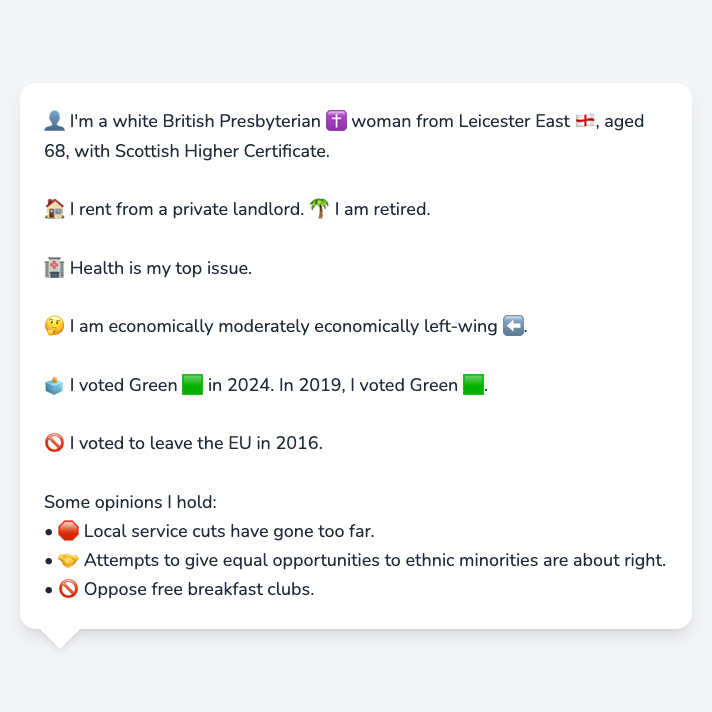 👤 I'm a white British Presbyterian ✝️ woman from Leicester East 🏴󠁧󠁢󠁥󠁮󠁧󠁿, aged
68, with Scottish Higher Certificate.
🏠 I rent from a private landlord. 🌴 I am retired.
🏥 Health is my top issue.
🤔 I am economically moderately economically left-wing ⬅️.
🗳️ I voted Green 🟩 in 2024. In 2019, I voted Green 🟩.
🚫 I voted to leave the EU in 2016.
Some opinions I hold:
• 🛑 Local service cuts have gone too far.
• 🤝 Attempts to give equal opportunities to ethnic minorities are about right.
• 🚫 Oppose free breakfast clubs.